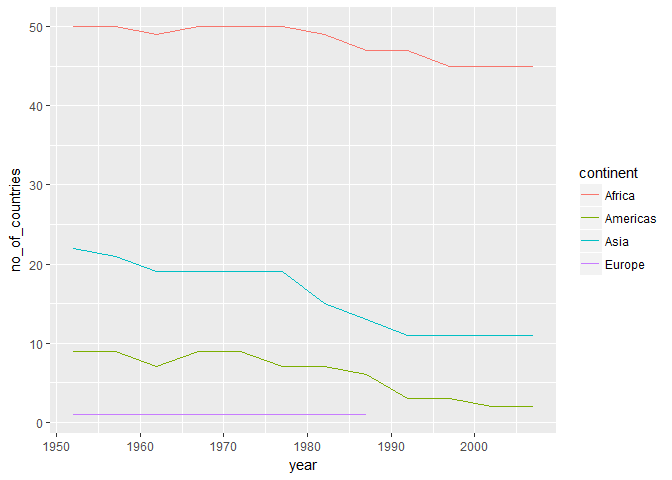 50
40
30
20
10
0
no_of_countries
1950
1960
1970
1980
1990
2000
year
continent
Africa
Americas
Asia
Europe